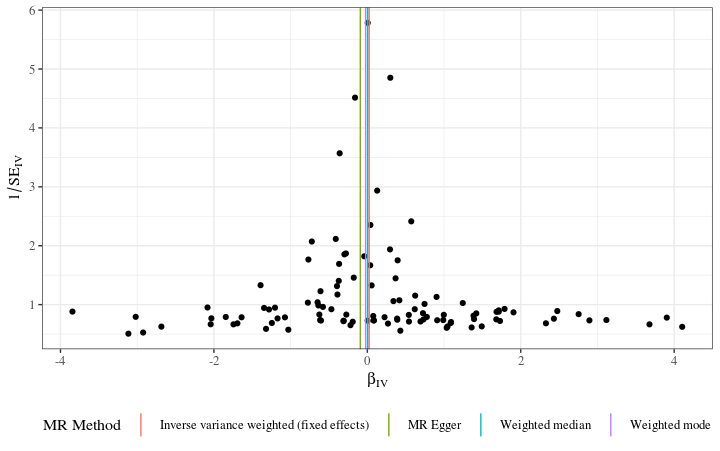 6
5
4
3
2
1
1/SE_IV
-4 -2 0 2 4
β_IV
MR Method Inverse variance weighted (fixed effects) MR Egger Weighted median Weighted mode